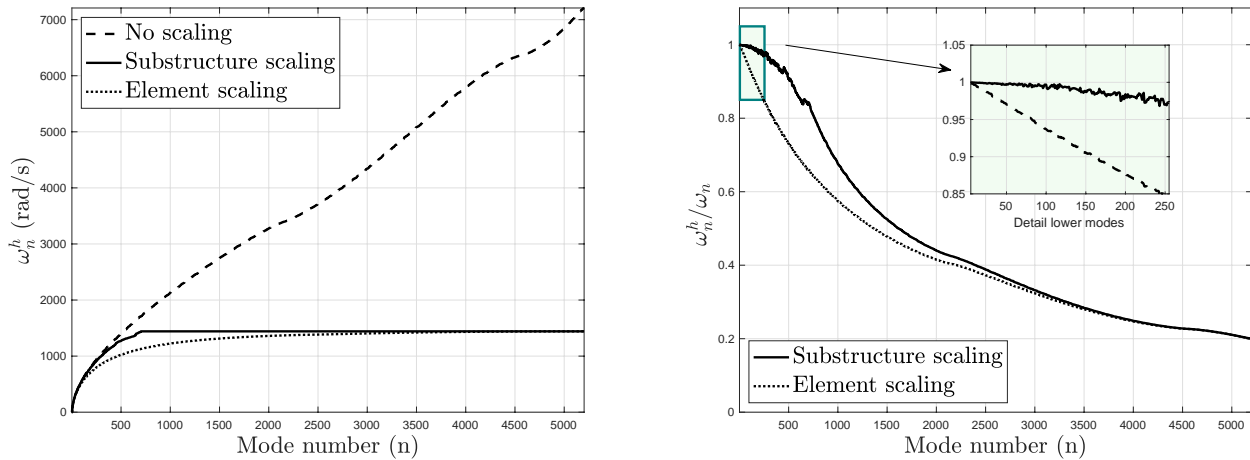 No scaling
Substructure scaling
Element scaling
7000
6000
5000
4000
3000
2000
1000
0
500 1000 1500 2000 2500 3000 3500 4000 4500 5000
ω_n^h (rad/s)
Mode number (n)
1
0.8
0.6
0.4
0.2
0
500 1000 1500 2000 2500 3000 3500 4000 4500 5000
ω_n^h/ω_n
Mode number (n)
1.05
1
0.95
0.9
0.85
50 100 150 200 250
Detail lower modes
Substructure scaling
Element scaling